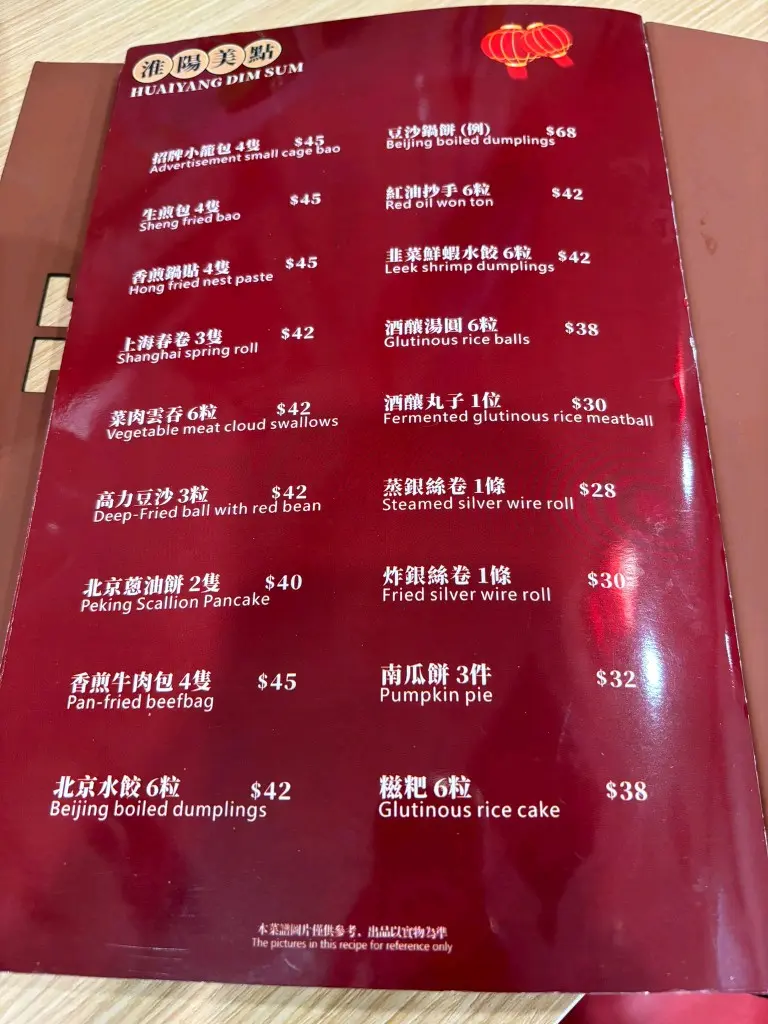 淮陽美點
HUAIYANG DIM SUM
招牌小龍包 4隻 $45
Advertisement small cage bao
生煎包 4隻 $45
Sheng fried bao
香煎鍋貼 4隻 $45
Hong fried nest paste
上海春卷 3隻 $42
Shanghai spring roll
菜肉雲吞 6粒 $42
Vegetable meat cloud swallows
高力豆沙 3粒 $42
Deep-Fried ball with red bean
北京蔥油餅 2隻 $40
Peking Scallion Pancake
香煎牛肉包 4隻 $45
Pan-fried beefbag
北京水餃 6粒 $42
Beijing boiled dumplings
豆沙鍋餅 (例) $68
Beijing boiled dumplings
紅油抄手 6粒 $42
Red oil won ton
韭菜鮮蝦水餃 6粒 $42
Leek shrimp dumplings
酒釀湯圓 6粒 $38
Glutinous rice balls
酒釀丸子 1位 $30
Fermented glutinous rice meatball
蒸銀絲卷 1條 $28
Steamed silver wire roll
炸銀絲卷 1條 $30
Fried silver wire roll
南瓜餅 3件 $32
Pumpkin pie
糍粑 6粒 $38
Glutinous rice cake
本菜譜圖片僅供參考、出品以實物為準
The pictures in this recipe for reference only